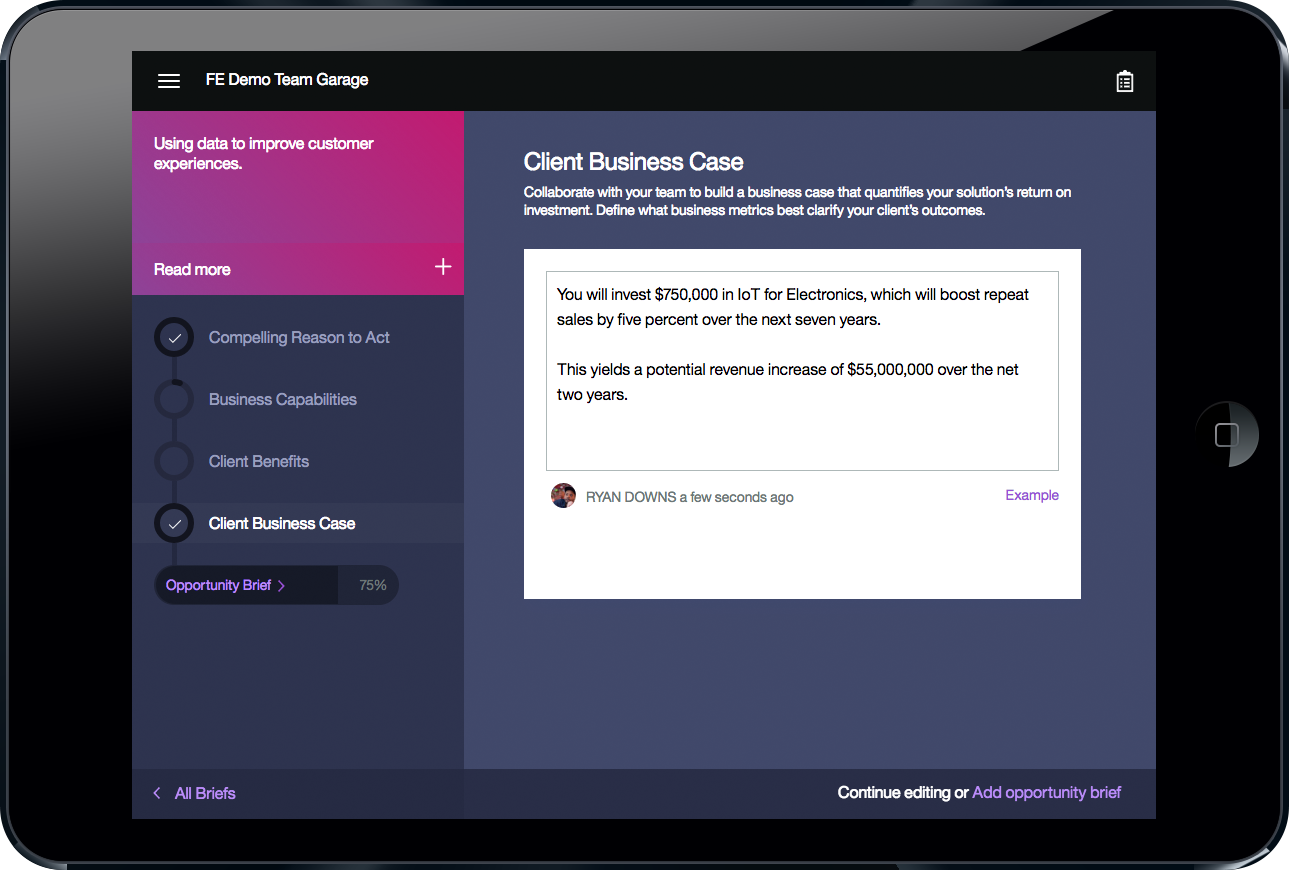 FE Demo Team Garage
Using data to improve customer
experiences.
Read more
Compelling Reason to Act
Business Capabilities
Client Benefits
Client Business Case
Opportunity Brief
75%
All Briefs
Client Business Case
Collaborate with your team to build a business case that quantifies your solution's return on
investment. Define what business metrics best clarify your client's outcomes.
You will invest $750,000 in IoT for Electronics, which will boost repeat
sales by five percent over the next seven years.
This yields a potential revenue increase of $55,000,000 over the net
two years.
RYAN DOWNS a few seconds ago
Example
Continue editing or Add opportunity brief